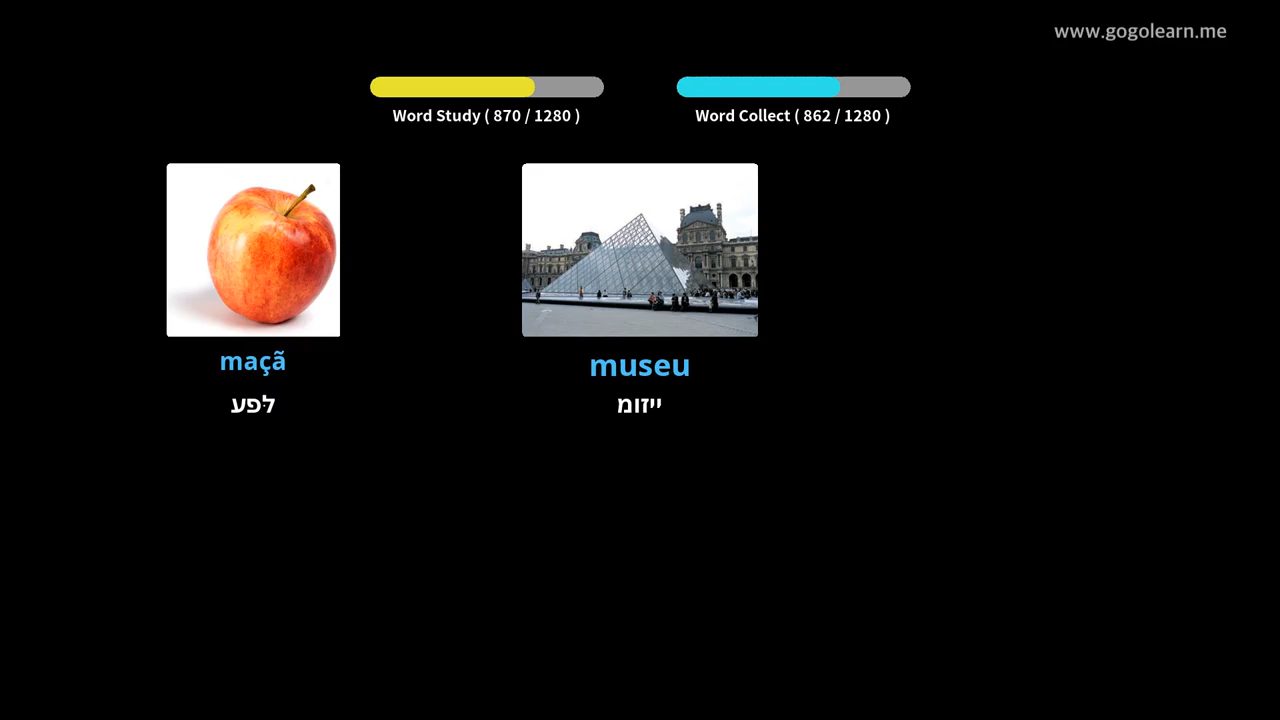 www.gogolearn.me
Word Study ( 870 / 1280 )
Word Collect ( 862 / 1280 )
maçã
עפּל
museu
מוזיי